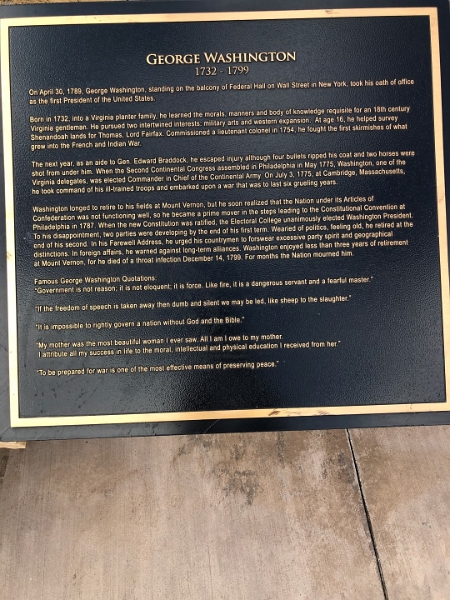 GEORGE WASHINGTON
1732 - 1799
On April 30, 1789, George Washington, standing on the balcony of Federal Hall on Wall Street in New York, took his oath of office
as the first President of the United States.
Born in 1732, into a Virginia planter family, he learned the morals, manners and body of knowledge requisite for an 18th century
Virginia gentleman. He pursued two intertwined interests: military arts and western expansion. At age 16, he helped survey
Shenandoah lands for Thomas, Lord Fairfax. Commissioned a lieutenant colonel in 1754, he fought the first skirmishes of what
grew into the French and Indian War.
The next year, as an aide to Gen. Edward Braddock, he escaped injury although four bullets ripped his coat and two horses were
shot from under him. When the Second Continental Congress assembled in Philadelphia in May 1775, Washington, one of the
Virginia delegates, was elected Commander in Chief of the Continental Army. On July 3, 1775, at Cambridge, Massachusetts,
he took command of his ill-trained troops and embarked upon a war that was to last six grueling years.
Washington longed to retire to his fields at Mount Vernon, but he soon realized that the Nation under its Articles of
Confederation was not functioning well, so he became a prime mover in the steps leading to the Constitutional Convention at
Philadelphia in 1787. When the new Constitution was ratified, the Electoral College unanimously elected Washington President.
To his disappointment, two parties were developing by the end of his first term. Wearied of politics, feeling old, he retired at the
end of his second. In his Farewell Address, he urged his countrymen to forswear excessive party spirit and geographical
distinctions. In foreign affairs, he warned against long-term alliances. Washington enjoyed less than three years of retirement
at Mount Vernon, for he died of a throat infection December 14, 1799. For months the Nation mourned him.
Famous George Washington Quotations:
"Government is not reason; it is not eloquent; it is force. Like fire, it is a dangerous servant and a fearful master."
"If the freedom of speech is taken away then dumb and silent we may be led, like sheep to the slaughter."
"It is impossible to rightly govern a nation without God and the Bible."
"My mother was the most beautiful woman I ever saw. All I am I owe to my mother.
I attribute all my success in life to the moral, intellectual and physical education I received from her."
"To be prepared for war is one of the most effective means of preserving peace."